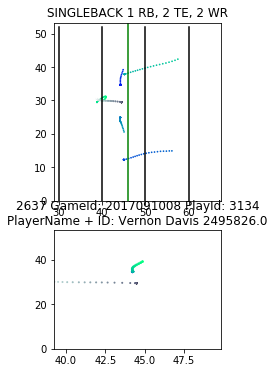 SINGLEBACK 1 RB, 2 TE, 2 WR
50
40
30
20
10
0
30 40 50 60
2637 GameId: 2017091008 PlayId: 3134
PlayerName + ID: Vernon Davis 2495826.0
40
20
0
40.0 42.5 45.0 47.5